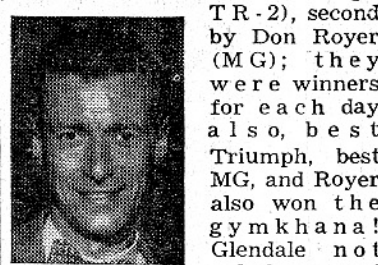 TR-2), second
by Don Royer
(MG); they
were winners
for each day
also, best
Triumph, best
MG, and Royer
also won the
gymkhana!
Glendale not